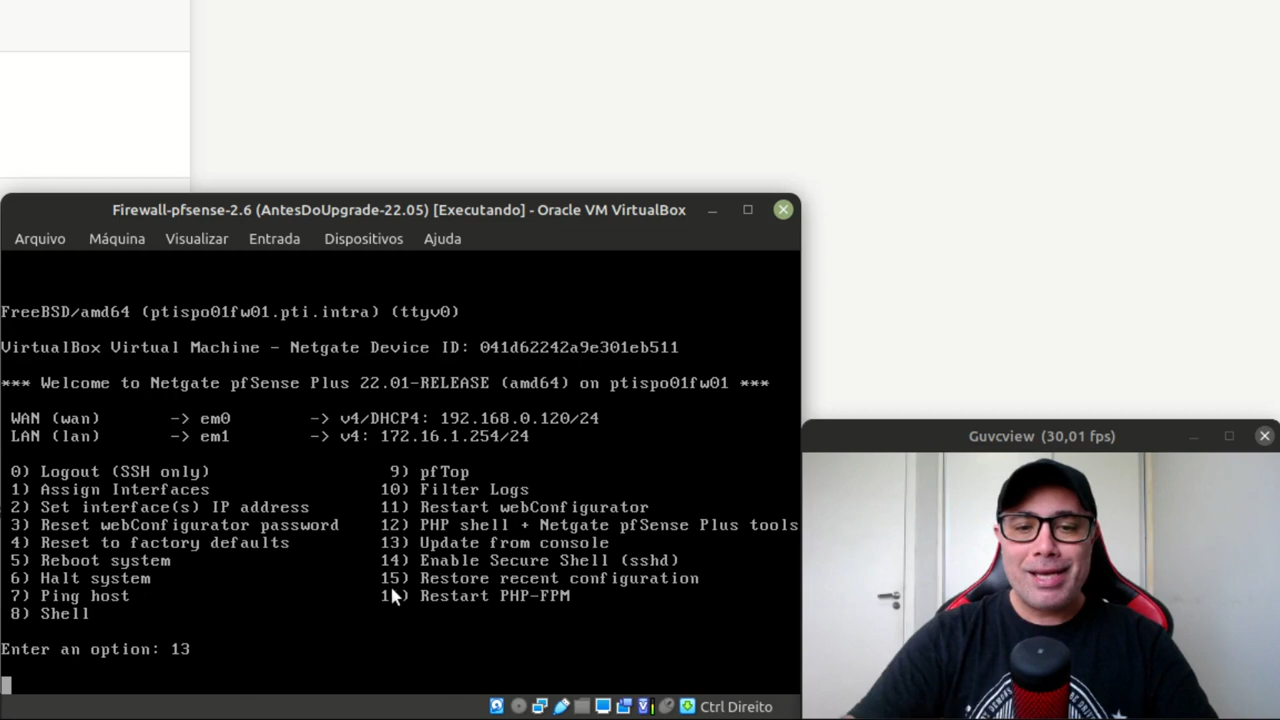 Firewall-pfsense-2.6 (AntesDoUpgrade-22.05) [Executando] - Oracle VM VirtualBox
Arquivo Máquina Visualizar Entrada Dispositivos Ajuda
FreeBSD/amd64 (ptispo01fw01.pti.intra) (ttyv0)
VirtualBox Virtual Machine - Netgate Device ID: 041d62242a9e301eb511
*** Welcome to Netgate pfSense Plus 22.01-RELEASE (amd64) on ptispo01fw01 ***
WAN (wan) -> em0 -> v4/DHCP4: 192.168.0.120/24
LAN (lan) -> em1 -> v4: 172.16.1.254/24
0) Logout (SSH only) 9) pfTop
1) Assign Interfaces 10) Filter Logs
2) Set interface(s) IP address 11) Restart webConfigurator
3) Reset webConfigurator password 12) PHP shell + Netgate pfSense Plus tools
4) Reset to factory defaults 13) Update from console
5) Reboot system 14) Enable Secure Shell (sshd)
6) Halt system 15) Restore recent configuration
7) Ping host Restart PHP-FPM
8) Shell
Enter an option: 13
Ctrl Direito
Guvcview (30,01 fps)